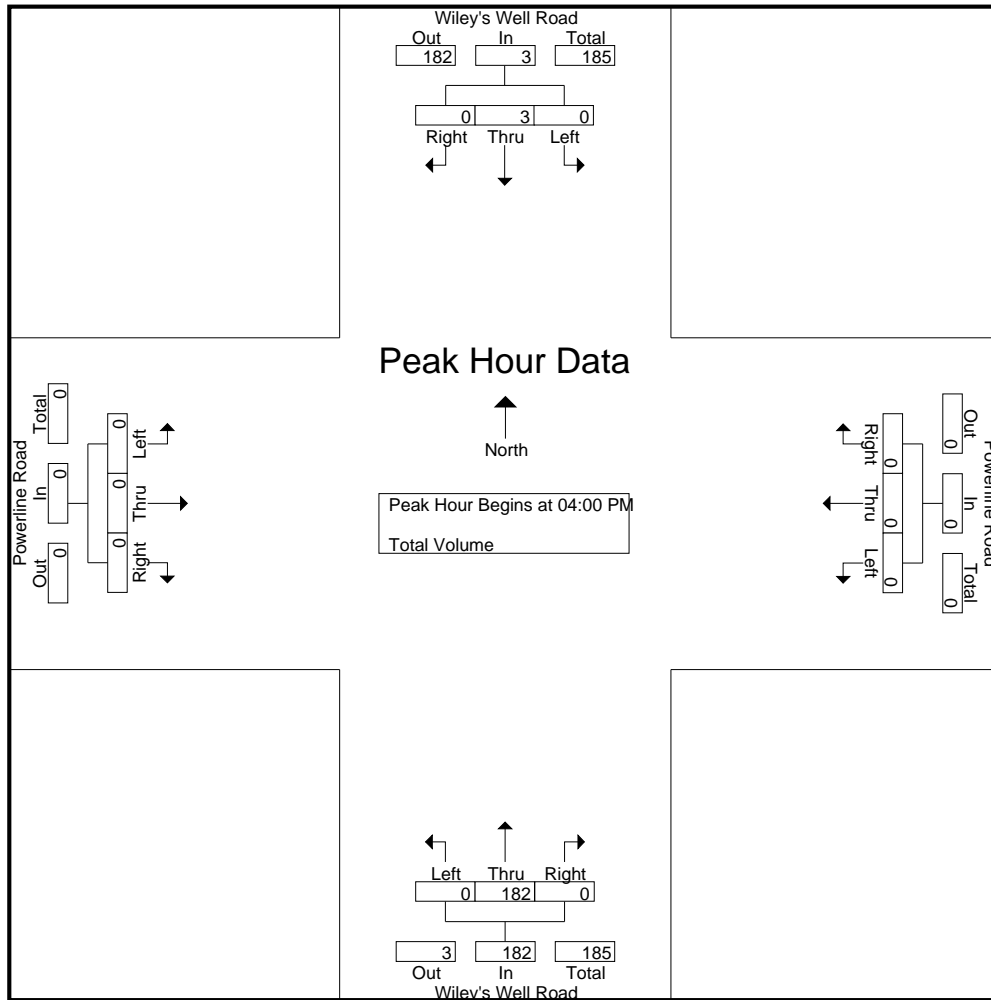 Wiley's Well Road
Out In Total
182 3 185
0 3 0
Right Thru Left
Peak Hour Data
North
Peak Hour Begins at 04:00 PM
Total Volume
Powerline Road
Total In Out
0 0 0
0 0 0
Left Thru Right
Right Thru Left
0 0 0
0 0 0
Out In Total
Powerline Road
Left Thru Right
0 182 0
3 182 185
Out In Total
Wiley's Well Road